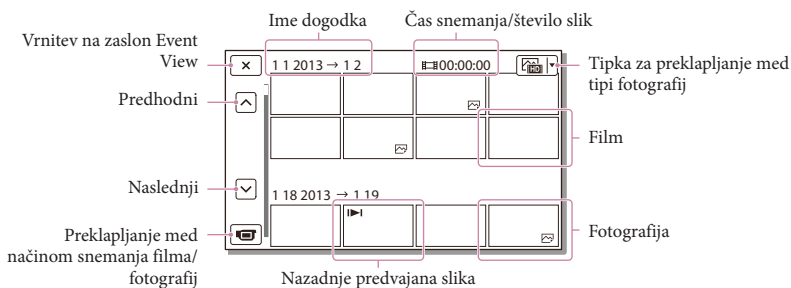 Ime dogodka
Čas snemanja/število slik
Vrnitev na zaslon Event
View
1 1 2013 → 1 2
00:00:00
HD
Tipka za preklapljanje med
tipi fotografij
Predhodni
Film
Naslednji
1 18 2013 → 1 19
Fotografija
Preklapljanje med
načinom snemanja filma/
fotografij
Nazadnje predvajana slika